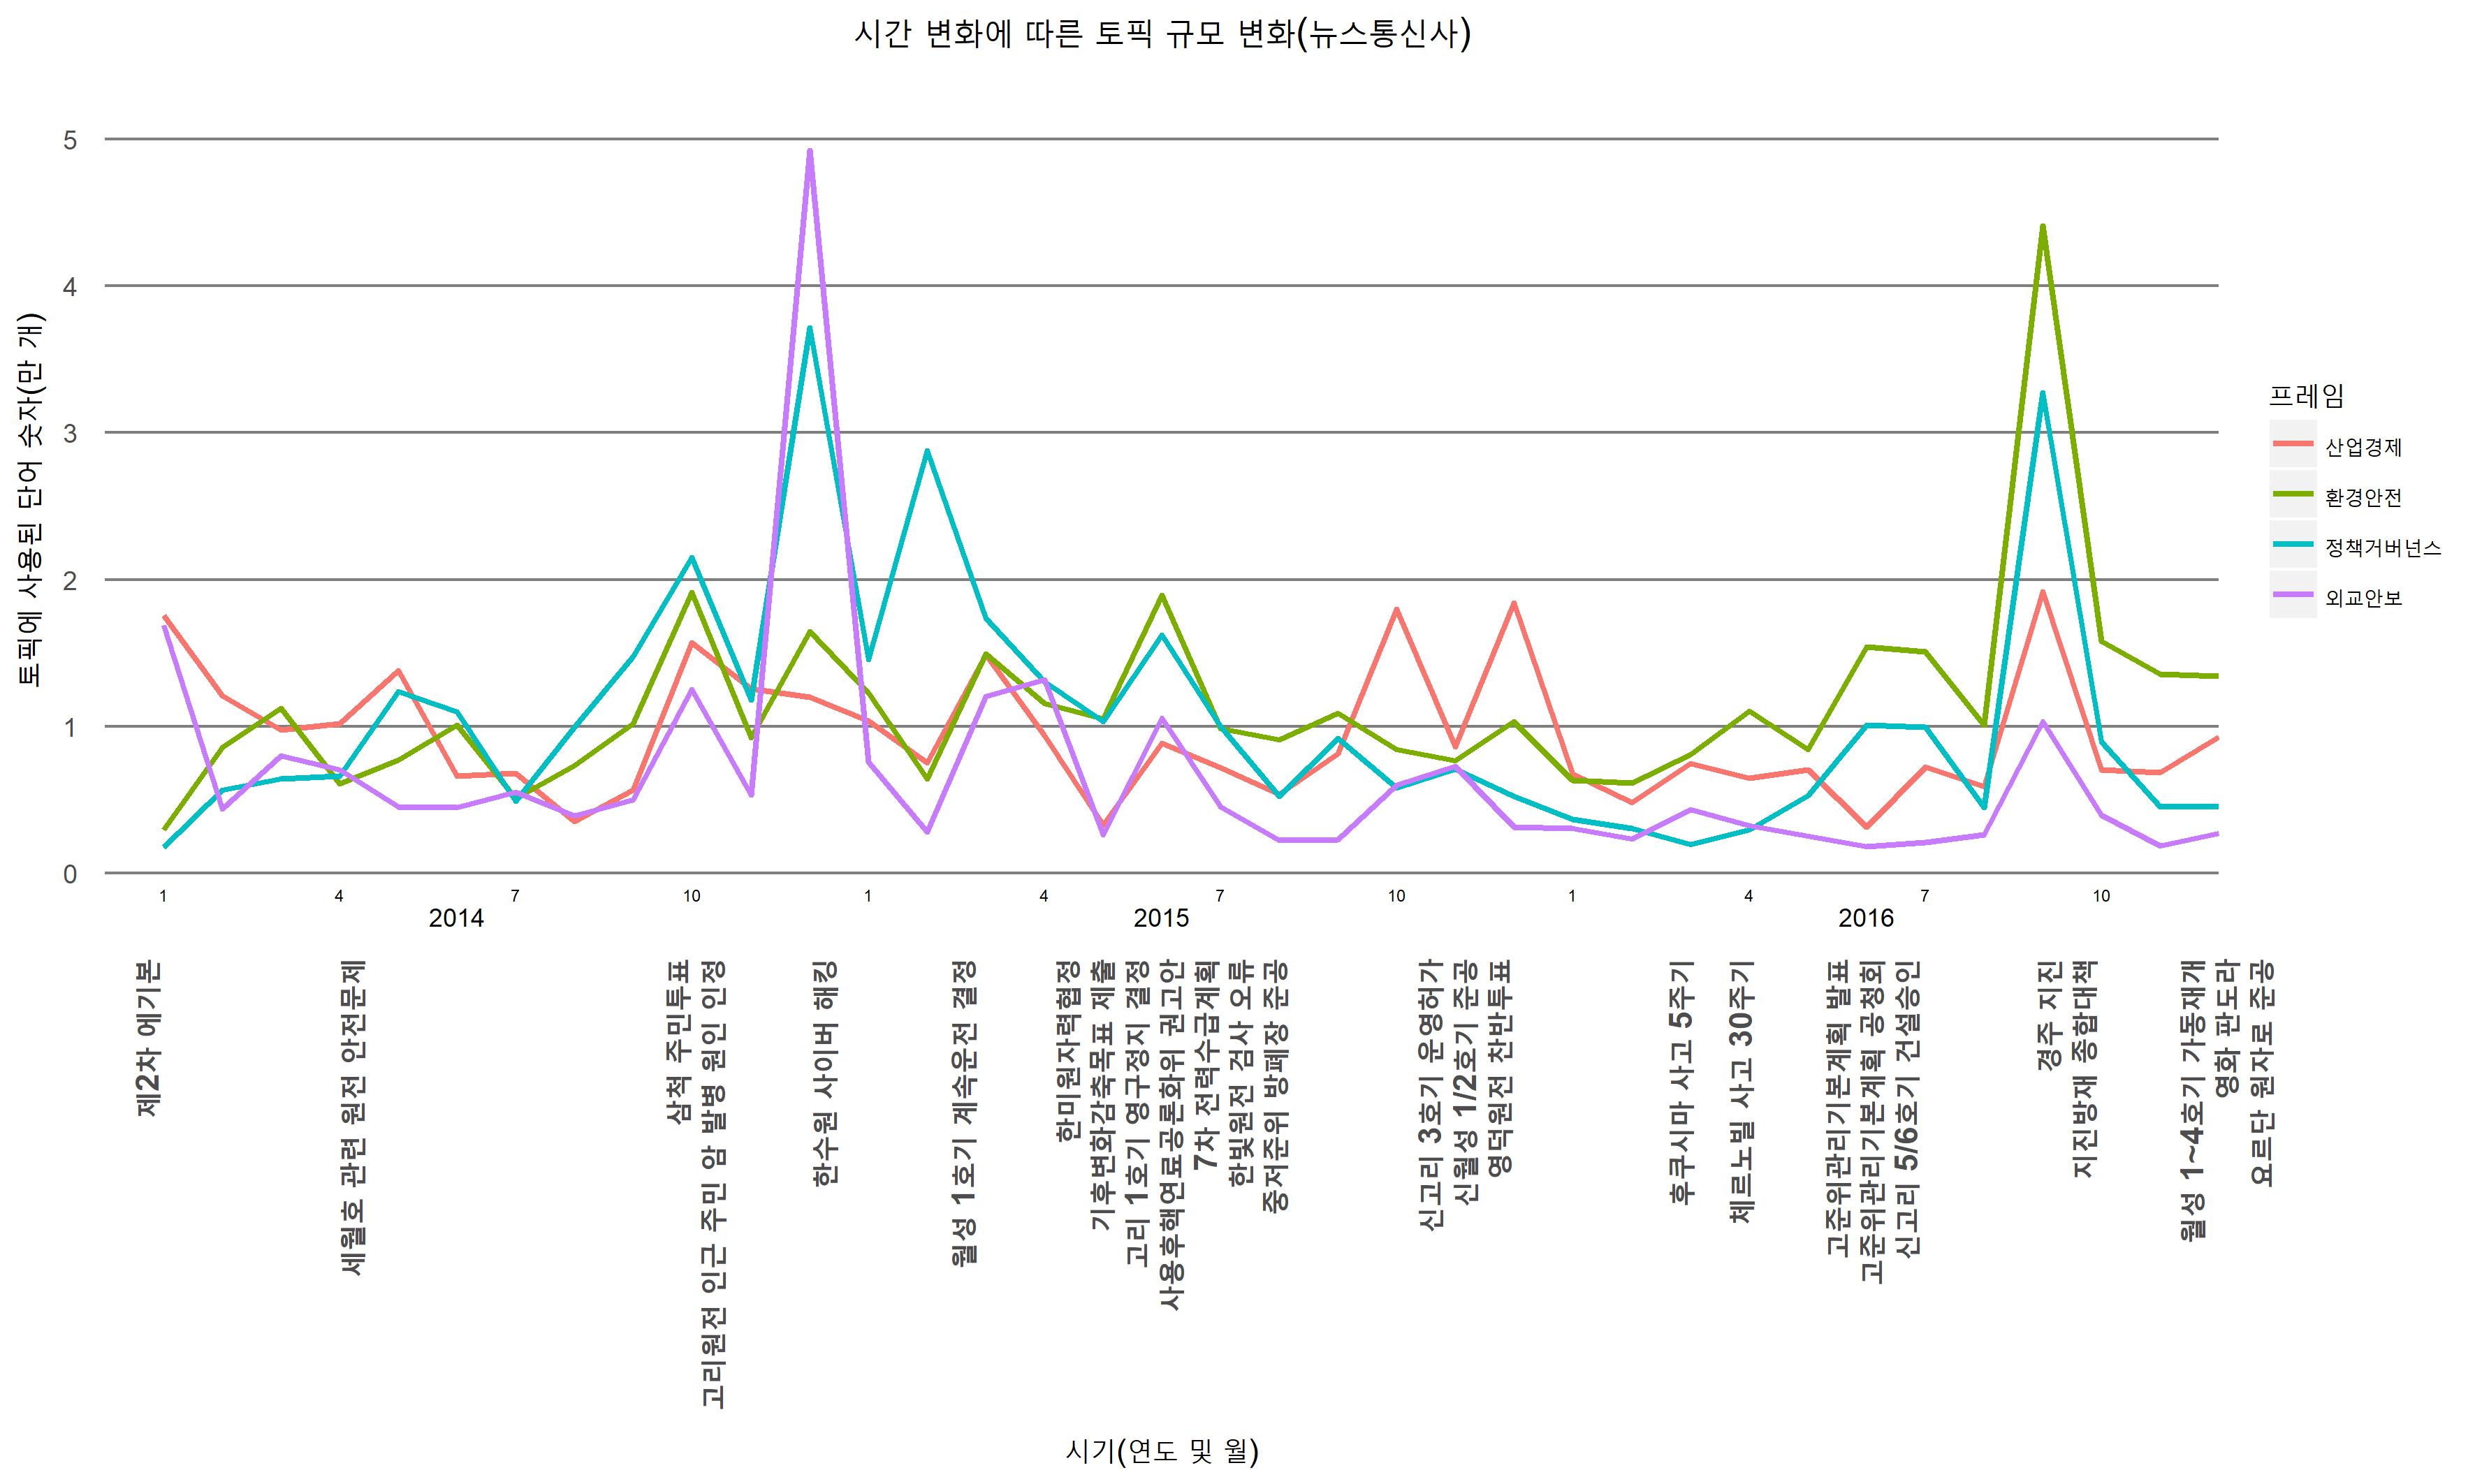 시간 변화에 따른 토픽 규모 변화(뉴스통신사)
토픽에 사용된 단어 숫자(만 개)
5
4
3
2
1
0
1
4
7
10
1
4
7
10
1
4
7
10
2014
2015
2016
제2차 에기본
세월호 관련 원전 안전문제
삼척 주민투표
고리원전 인근 주민 암 발병 원인 인정
한수원 사이버 해킹
월성 1호기 계속운전 결정
한미원자력협정
기후변화감축목표 제출
고리 1호기 영구정지 결정
사용후핵연료공론화위 권고안
7차 전력수급계획
한빛원전 검사 오류
중저준위 방폐장 준공
신고리 3호기 운영허가
신월성 1/2호기 준공
영덕원전 찬반투표
후쿠시마 사고 5주기
체르노빌 사고 30주기
고준위관리기본계획 발표
고준위관리기본계획 공청회
신고리 5/6호기 건설승인
경주 지진
지진방재 종합대책
월성 1~4호기 가동재개
영화 판도라
요르단 원자로 준공
시기(연도 및 월)
프레임
산업경제
환경안전
정책거버넌스
외교안보